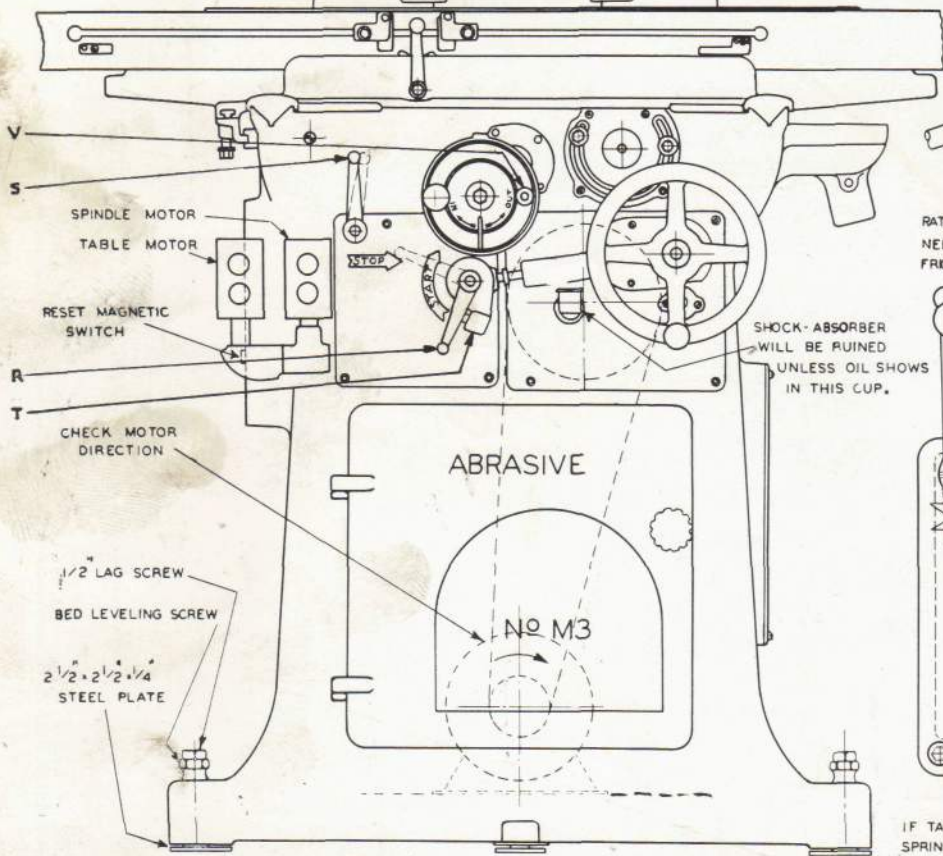 V
S
SPINDLE MOTOR
TABLE MOTOR
IN
OUT
STOP
START
RESET MAGNETIC
SWITCH
R
T
SHOCK-ABSORBER
WILL BE RUINED
UNLESS OIL SHOWS
IN THIS CUP.
CHECK MOTOR
DIRECTION
ABRASIVE
No M3
1/2" LAG SCREW
BED LEVELING SCREW
2 1/2" x 2 1/2" x 1/4"
STEEL PLATE
RAT
NE
FR
IF TA
SPRIN